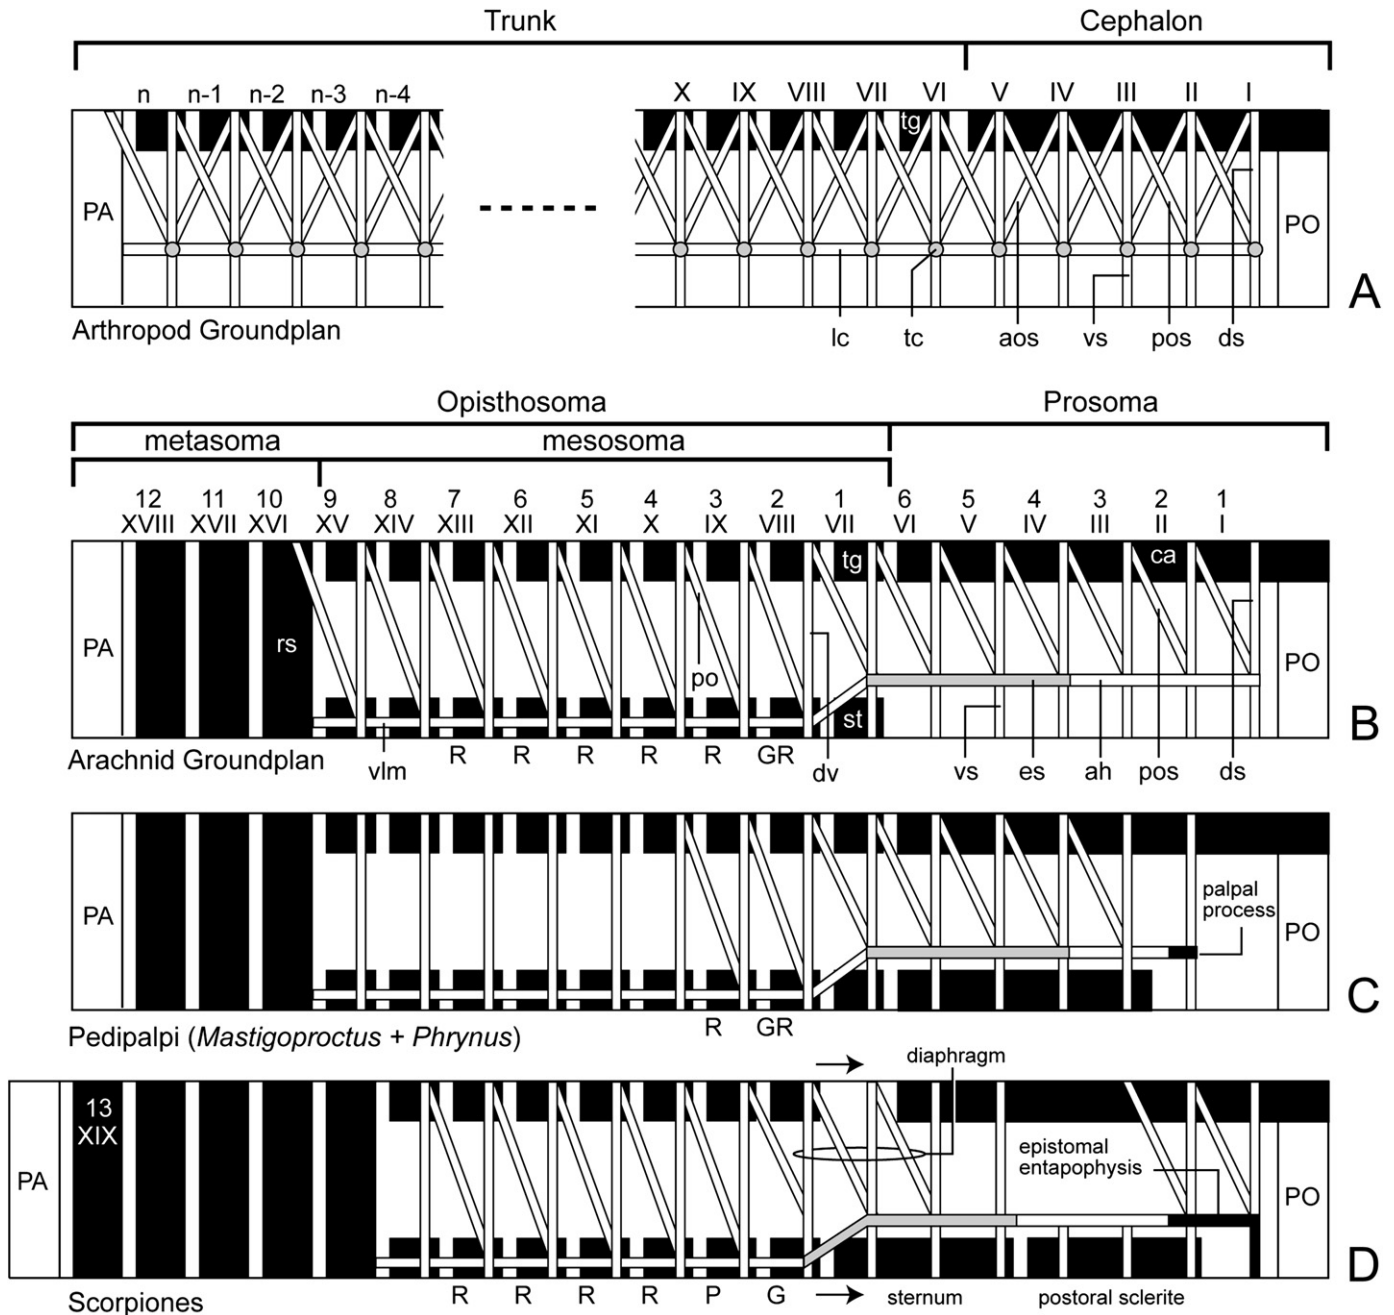 Trunk Cephalon
n n-1 n-2 n-3 n-4 X IX VIII VII VI V IV III II I
tg
PA PO
A
Arthropod Groundplan
lc tc aos vs pos ds
Opisthosoma Prosoma
metasoma mesosoma
12 11 10 9 8 7 6 5 4 3 2 1 6 5 4 3 2 1
XVIII XVII XVI XV XIV XIII XII XI X IX VIII VII VI V IV III II I
tg ca
PA rs po PO
st
B
R R R R R GR
Arachnid Groundplan
vlm dv vs es ah pos ds
palpal
process
PA PO
C
R GR
Pedipalpi (Mastigoproctus + Phrynus)
diaphragm
13
XIX
epistomal
entapophysis
PA PO
D
R R R R P G sternum postoral sclerite
Scorpiones